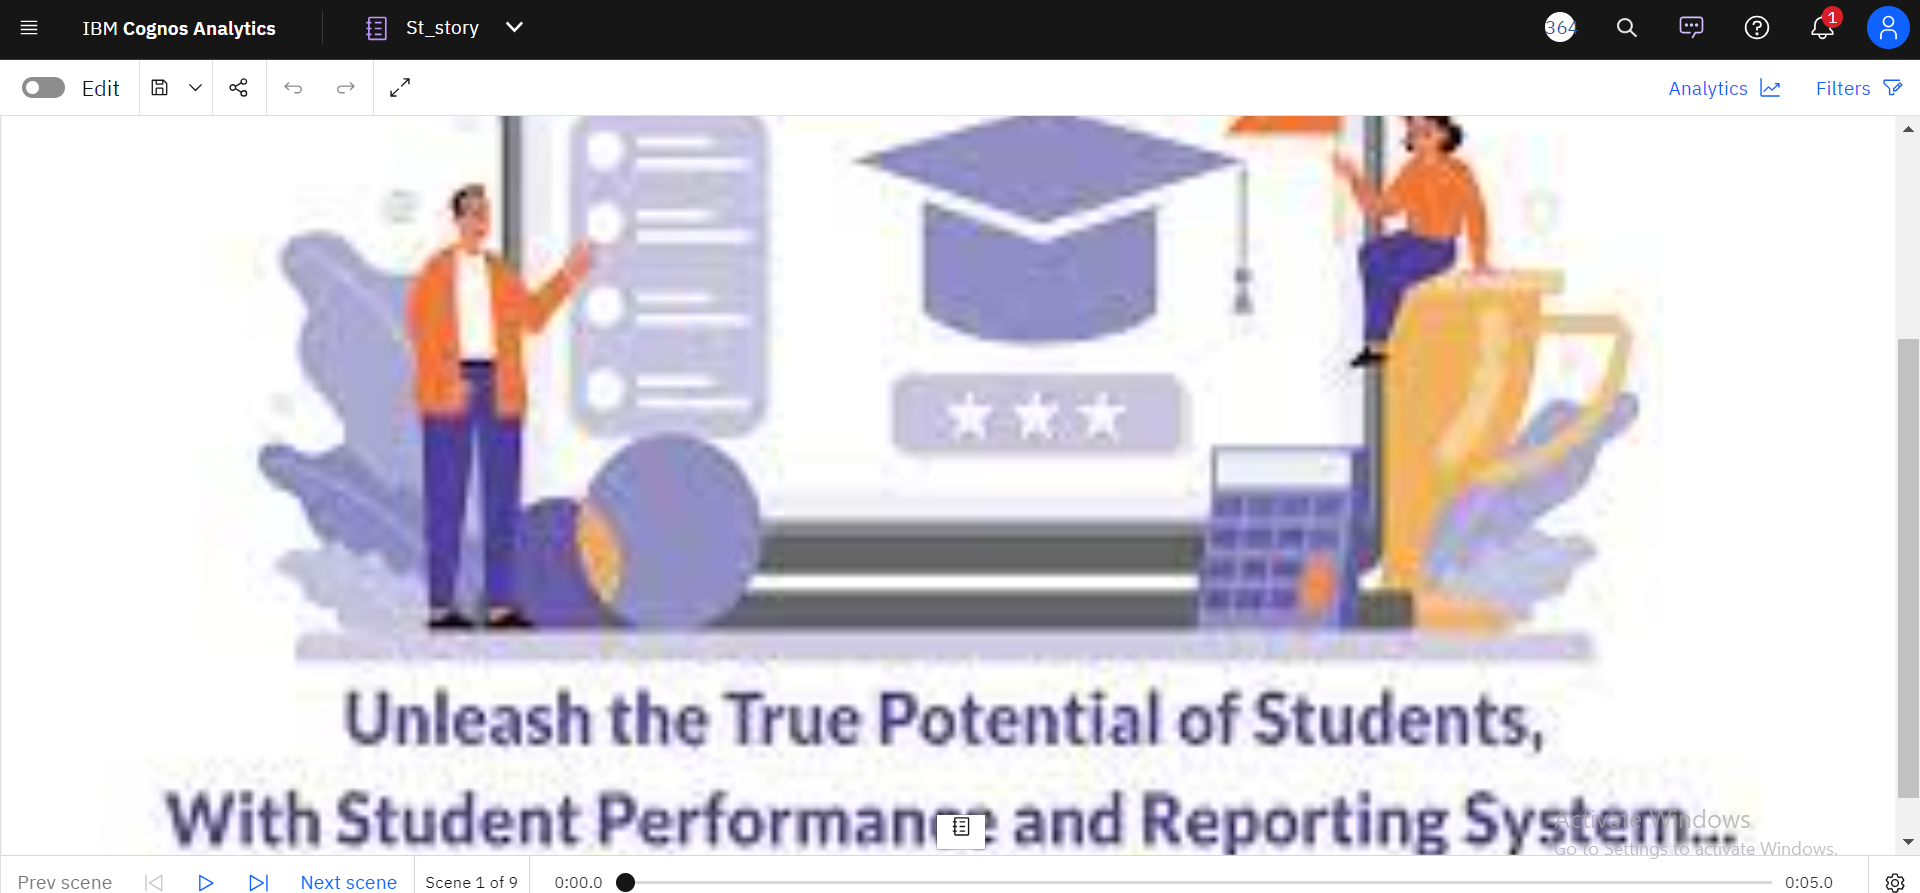 IBM Cognos Analytics
St_story
364
1
Edit
Analytics
Filters
Unleash the True Potential of Students,
With Student Performance and Reporting System...
Activate Windows
Go to Settings to activate Windows.
Prev scene
Next scene
Scene 1 of 9
0:00.0
0:05.0